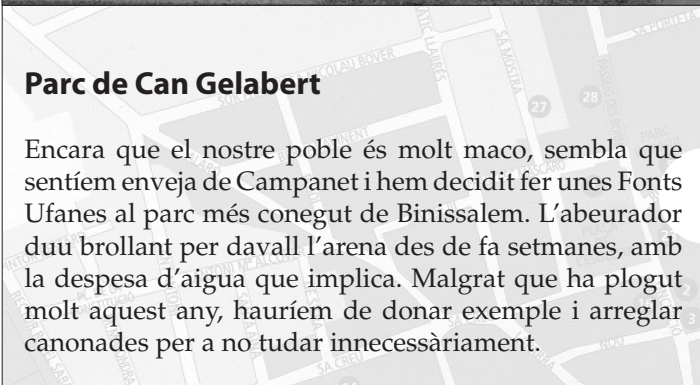 Parc de Can Gelabert
Encara que el nostre poble és molt maco, sembla que
sentíem enveja de Campanet i hem decidit fer unes Fonts
Ufanes al parc més conegut de Binissalem. L'abeurador
duu brollant per davall l'arena des de fa setmanes, amb
la despesa d'aigua que implica. Malgrat que ha plogut
molt aquest any, hauríem de donar exemple i arreglar
canonades per a no tudar innecessàriament.